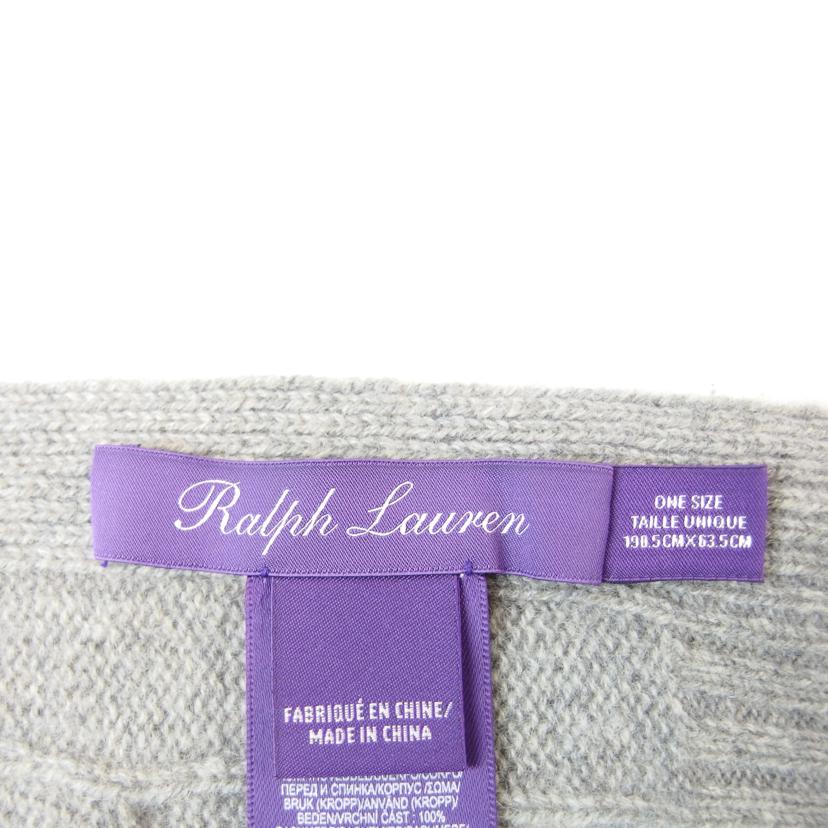 Ralph Lauren
ONE SIZE
TAILLE UNIQUE
198.5CMX63.5CM
FABRIQUÉ EN CHINE/
MADE IN CHINA
ПЕРЕД И СПИНКА/КОРПУС /ΣΩΜΑ/
BRUK (KROPP)/ANVÄND (KROPP)/
BEDEN/VRCHNÍ ČÁST : 100%